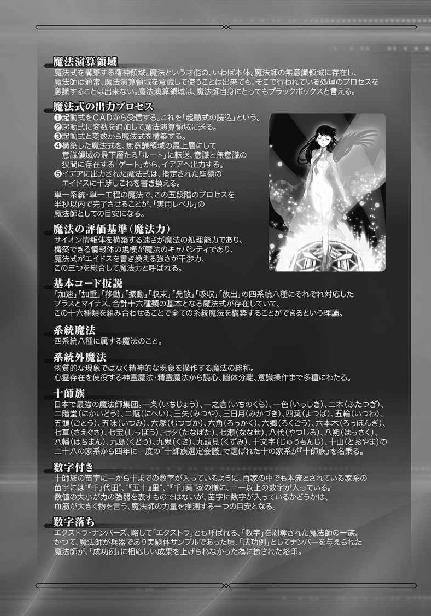 魔法演算領域
魔法式を構築する精神領域。魔法という才能の、いわば本体。魔法師の無意識領域に存在し、
魔法師は通常、魔法演算領域を意識して使うことは出来ても、そこで行われている処理のプロセスを
意識することは出来ない。魔法演算領域は、魔法師自身にとってもブラックボックスと言える。
魔法式の出力プロセス
❶起動式をCADから受信する。これを「起動式の読込」という。
❷起動式に変数を追加して魔法演算領域に送る。
❸起動式と変数から魔法式を構築する。
❹構築した魔法式を、無意識領域の最上層にして
意識領域の最下層たる「ルート」に転送、意識と無意識の
狭間に存在する「ゲート」から、イデアへ出力する。
❺イデアに出力された魔法式は、指定された座標の
エイドスに干渉しこれを書き換える。
単一系統・単一工程の魔法で、この五段階のプロセスを
半秒以内で完了させることが、「実用レベル」の
魔法師としての目安になる。
魔法の評価基準（魔法力）
サイオン情報体を構築する速さが魔法の処理能力であり、
構築できる情報体の規模が魔法のキャパシティであり、
魔法式がエイドスを書き換える強さが干渉力、
この三つを総合して魔法力と呼ばれる。
基本コード仮説
「加速」「加重」「移動」「振動」「収束」「発散」「吸収」「放出」の四系統八種にそれぞれ対応した
プラスとマイナス、合計十六種類の基本となる魔法式が存在していて、
この十六種類を組み合わせることで全ての系統魔法を構築することができるという理論。
系統魔法
四系統八種に属する魔法のこと。
系統外魔法
物質的な現象ではなく精神的な現象を操作する魔法の総称。
心霊存在を使役する神霊魔法・精霊魔法から読心、幽体分離、意識操作まで多種にわたる。
十師族
日本で最強の魔法師集団。一条（いちじょう）、一之倉（いちのくら）、一色（いっしき）、二木（ふたつぎ）、
二階堂（にかいどう）、二瓶（にへい）、三矢（みつや）、三日月（みかづき）、四葉（よつば）、五輪（いつわ）、
五頭（ごとう）、五味（いつみ）、六塚（むつづか）、六角（ろっかく）、六郷（ろくごう）、六本木（ろっぽんぎ）、
七草（さえぐさ）、七宝（しっぽう）、七夕（たなばた）、七瀬（ななせ）、八代（やつしろ）、八朔（はっさく）、
八幡（はちまん）、九島（くどう）、九鬼（くき）、九頭見（くずみ）、十文字（じゅうもんじ）、十山（とおやま）の
二十八の家系から四年に一度の「十師族選定会議」で選ばれた十の家系が『十師族』を名乗る。
数字付き
十師族の苗字に一から十までの数字が入っているように、百家の中でも本流とされている家系の
苗字には“『千』代田”、“『五十』里”、“『千』葉”家の様に、十一以上の数字が入っている。
数値の大小が力の強弱を表すものではないが、苗字に数字が入っているかどうかは、
血筋が大きく物を言う、魔法師の力量を推測する一つの目安となる。
数字落ち
エクストラ・ナンバーズ、略して「エクストラ」とも呼ばれる、「数字」を剥奪された魔法師の一族。
かつて、魔法師が兵器であり実験体サンプルであった頃、「成功例」としてナンバーを与えられた
魔法師が、「成功例」に相応しい成果を上げられなかった為に捺された烙印。